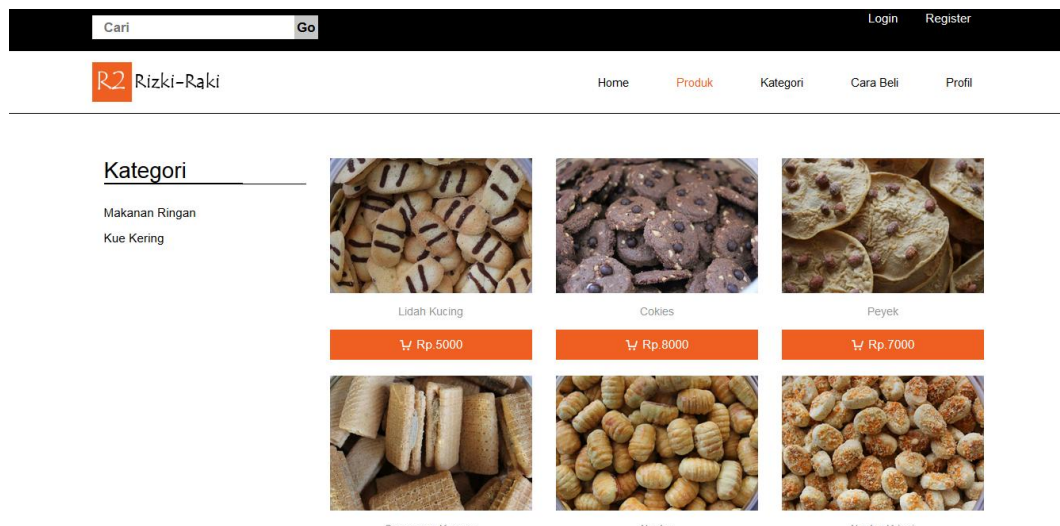 Cari Go
Login Register
R2 Rizki-Raki
Home Produk Kategori Cara Beli Profil
Kategori
Makanan Ringan
Kue Kering
Lidah Kucing Cokies Peyek
Rp.5000 Rp.8000 Rp.7000